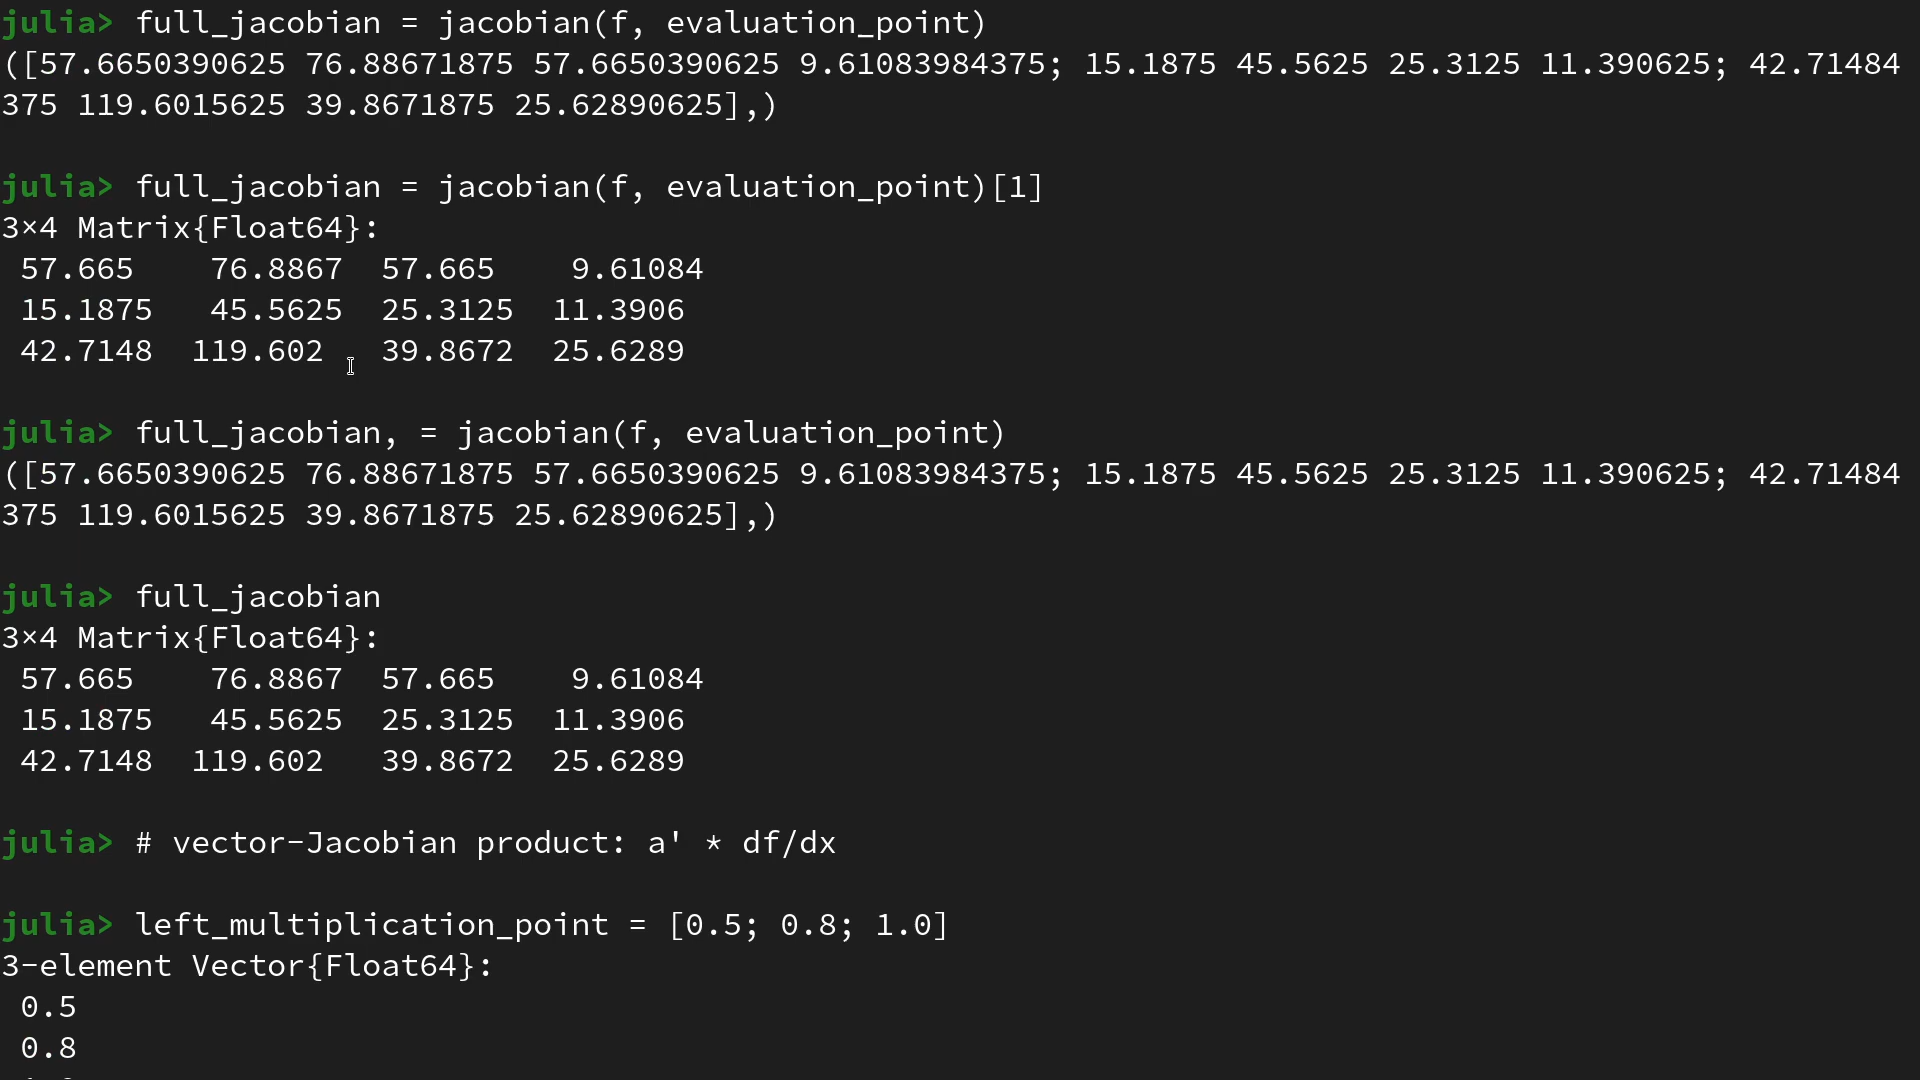 julia> full_jacobian = jacobian(f, evaluation_point)
([57.6650390625 76.88671875 57.6650390625 9.61083984375; 15.1875 45.5625 25.3125 11.390625; 42.71484
375 119.6015625 39.8671875 25.62890625],)
julia> full_jacobian = jacobian(f, evaluation_point)[1]
3×4 Matrix{Float64}:
57.665 76.8867 57.665 9.61084
15.1875 45.5625 25.3125 11.3906
42.7148 119.602 39.8672 25.6289
julia> full_jacobian, = jacobian(f, evaluation_point)
([57.6650390625 76.88671875 57.6650390625 9.61083984375; 15.1875 45.5625 25.3125 11.390625; 42.71484
375 119.6015625 39.8671875 25.62890625],)
julia> full_jacobian
3×4 Matrix{Float64}:
57.665 76.8867 57.665 9.61084
15.1875 45.5625 25.3125 11.3906
42.7148 119.602 39.8672 25.6289
julia> # vector-Jacobian product: a' * df/dx
julia> left_multiplication_point = [0.5; 0.8; 1.0]
3-element Vector{Float64}:
0.5
0.8